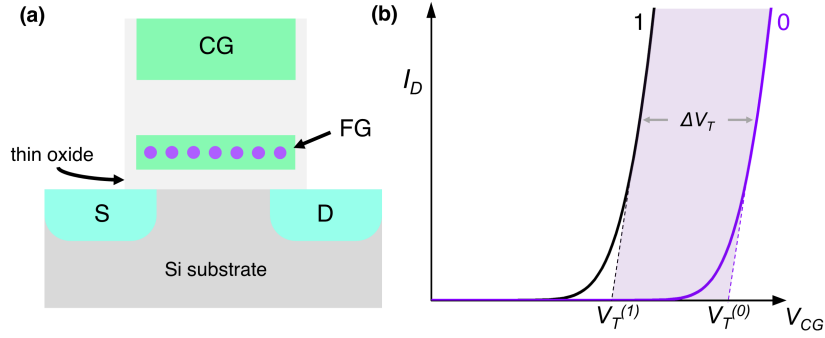 (a)
CG
FG
thin oxide
S
D
Si substrate
(b)
I_D
1
0
ΔV_T
V_T^(1)
V_T^(0)
V_CG